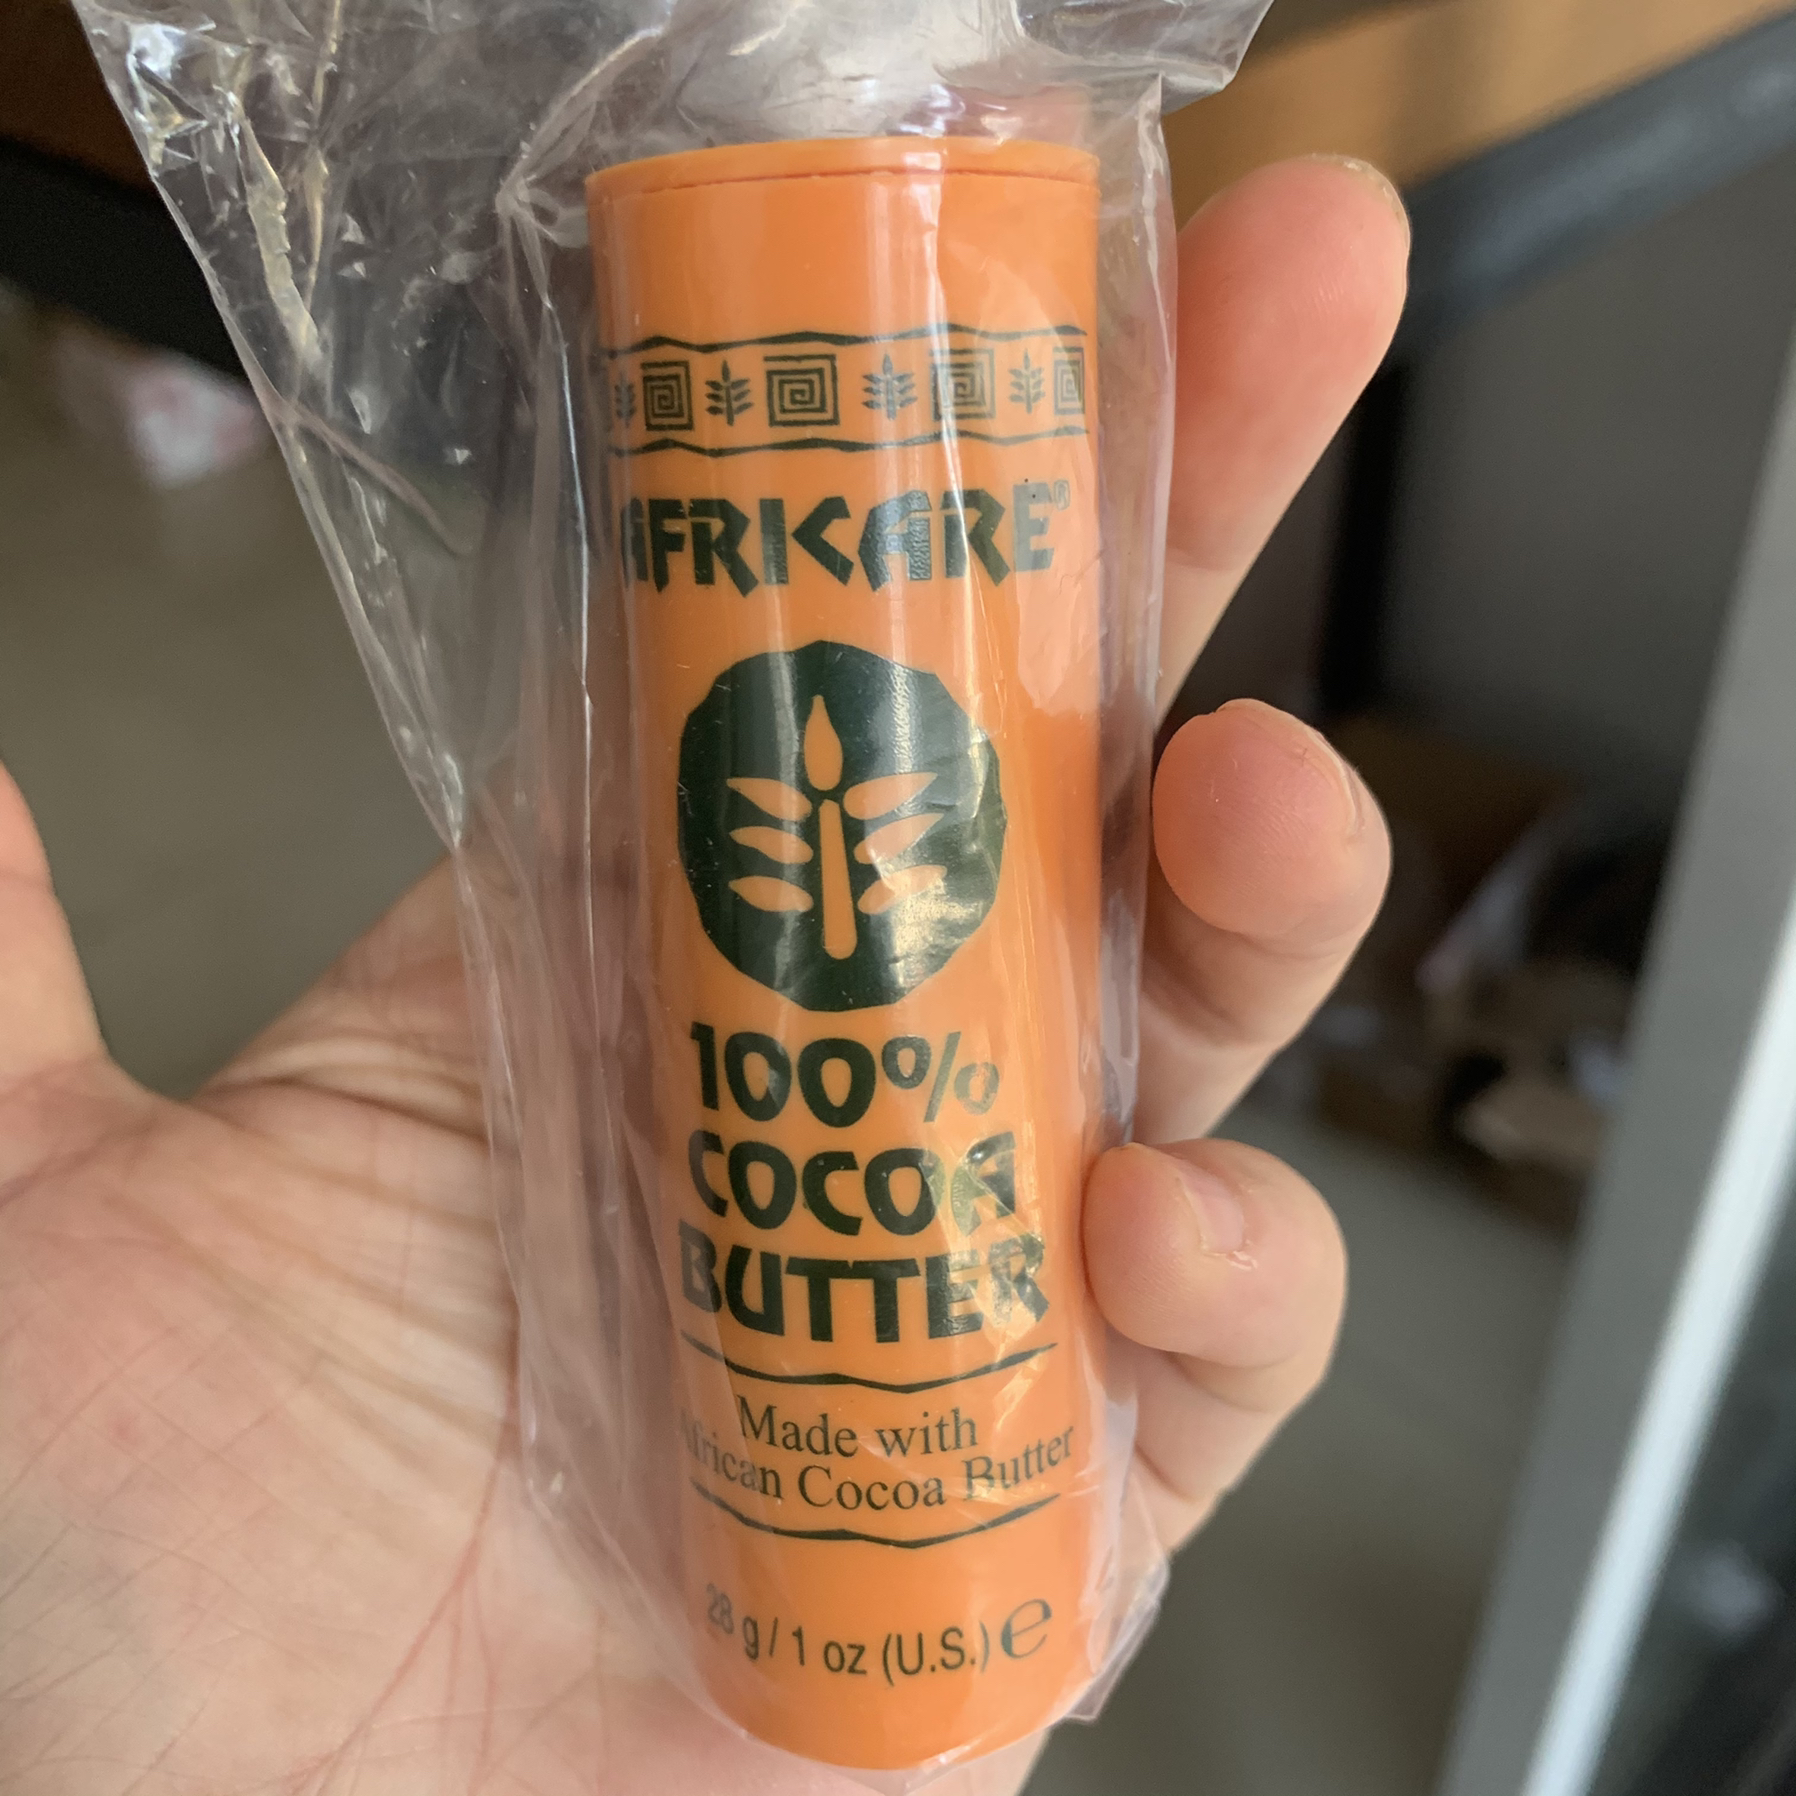 AFRICARE®
100%
COCOA
BUTTER
Made with
African Cocoa Butter
28 g / 1 oz (U.S.) ℮